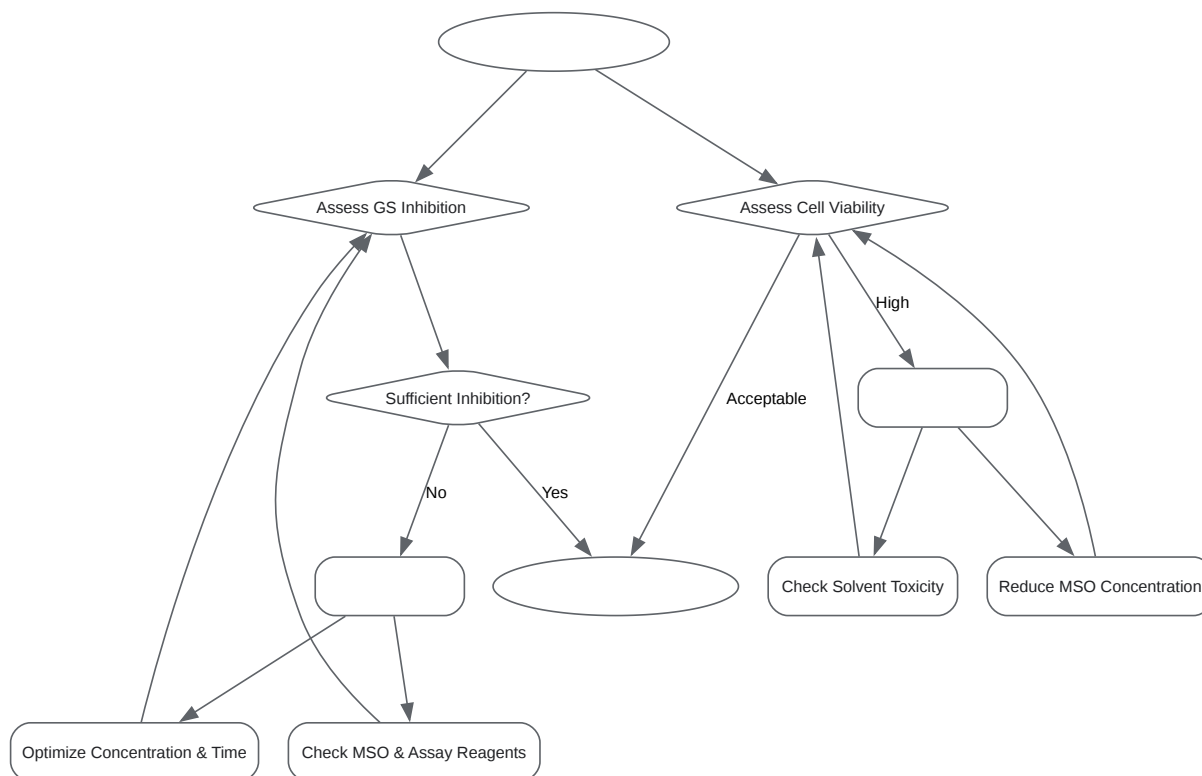 Assess GS Inhibition
Assess Cell Viability
High
Sufficient Inhibition?
Acceptable
No
Yes
Check Solvent Toxicity
Reduce MSO Concentration
Optimize Concentration & Time
Check MSO & Assay Reagents